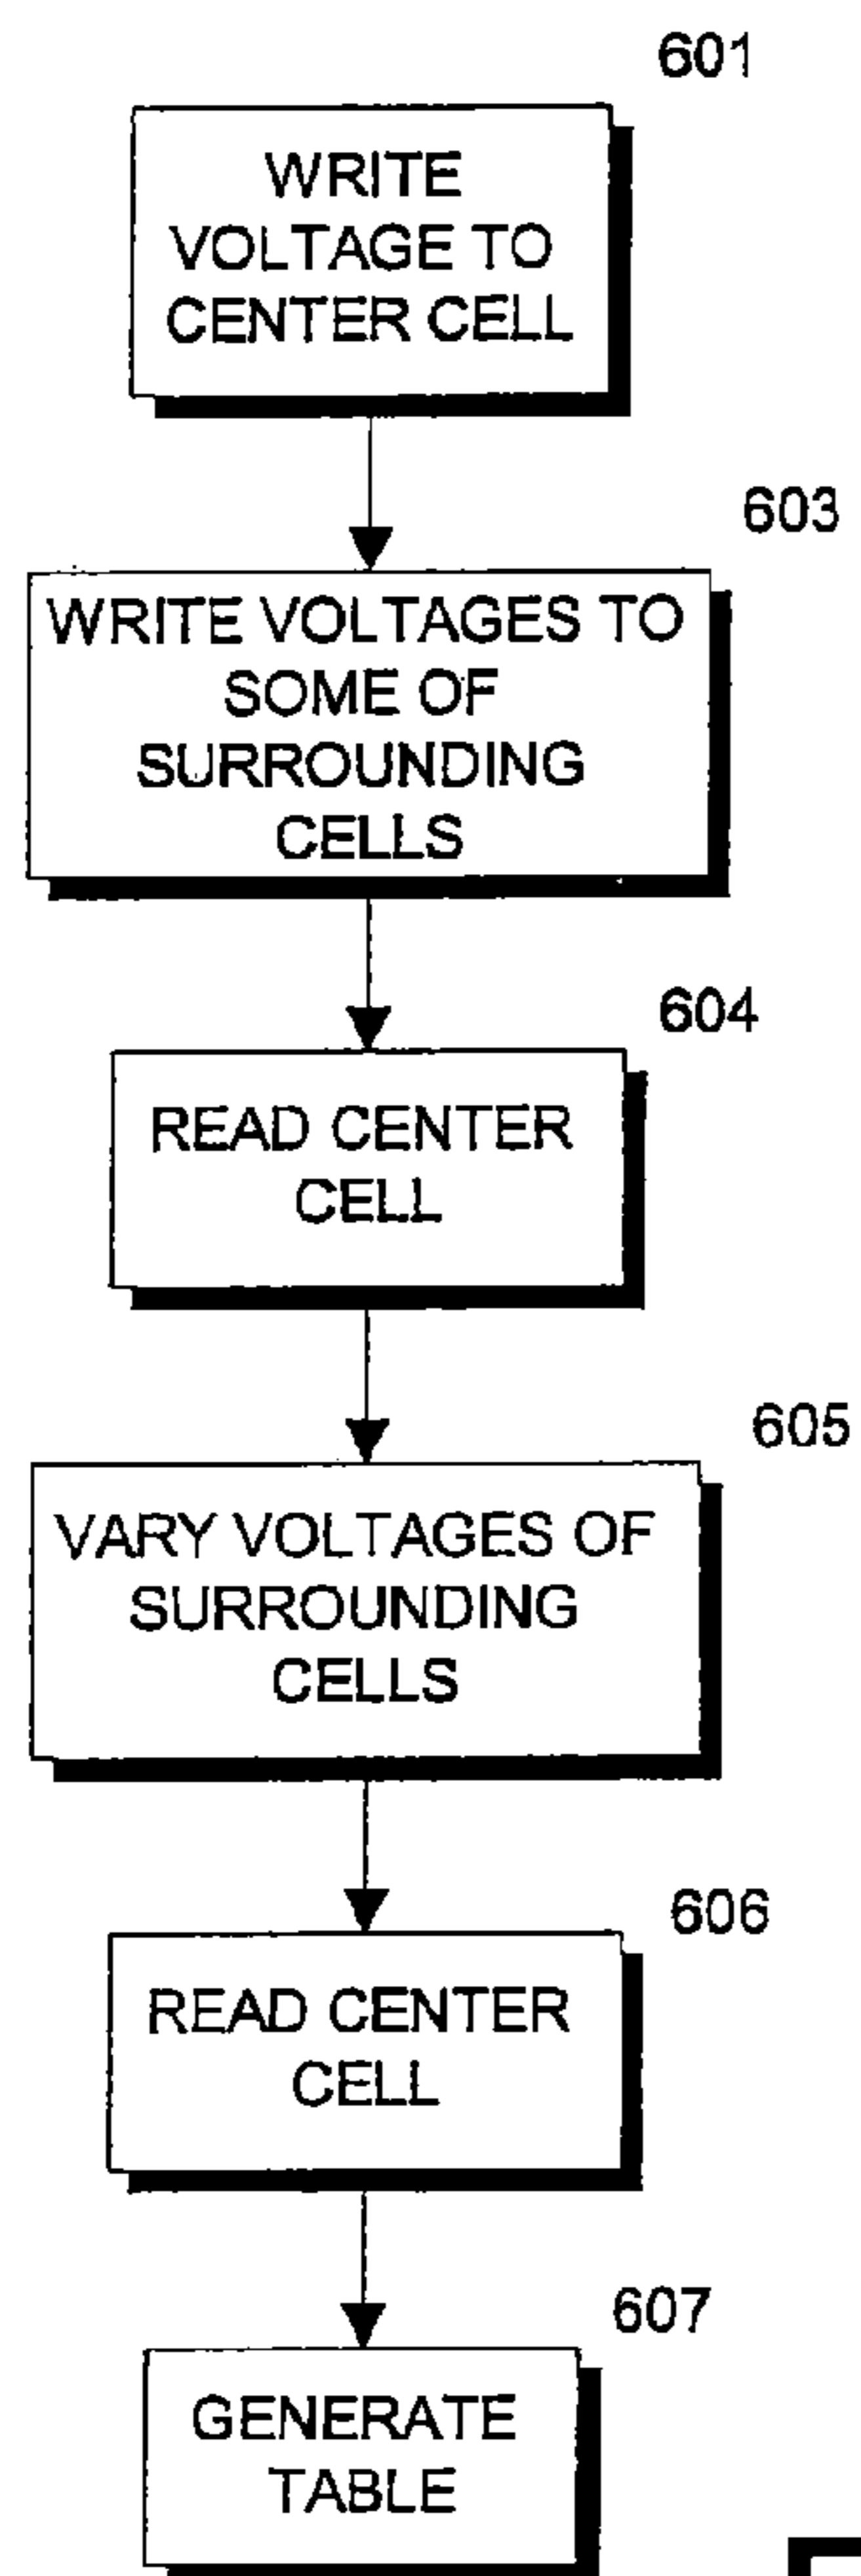 601
WRITE
VOLTAGE TO
CENTER CELL
603
WRITE VOLTAGES TO
SOME OF
SURROUNDING
CELLS
604
READ CENTER
CELL
605
VARY VOLTAGES OF
SURROUNDING
CELLS
606
READ CENTER
CELL
607
GENERATE
TABLE